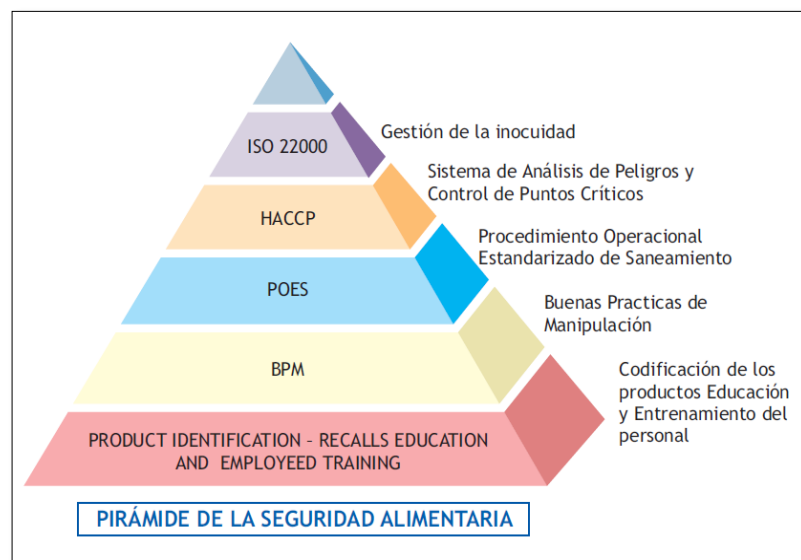 Gestión de la inocuidad
ISO 22000
Sistema de Análisis de Peligros y
Control de Puntos Críticos
HACCP
Procedimiento Operacional
Estandarizado de Saneamiento
POES
Buenas Practicas de
Manipulación
BPM
Codificación de los
productos Educación
y Entrenamiento del
personal
PRODUCT IDENTIFICATION - RECALLS EDUCATION
AND EMPLOYEED TRAINING
PIRÁMIDE DE LA SEGURIDAD ALIMENTARIA